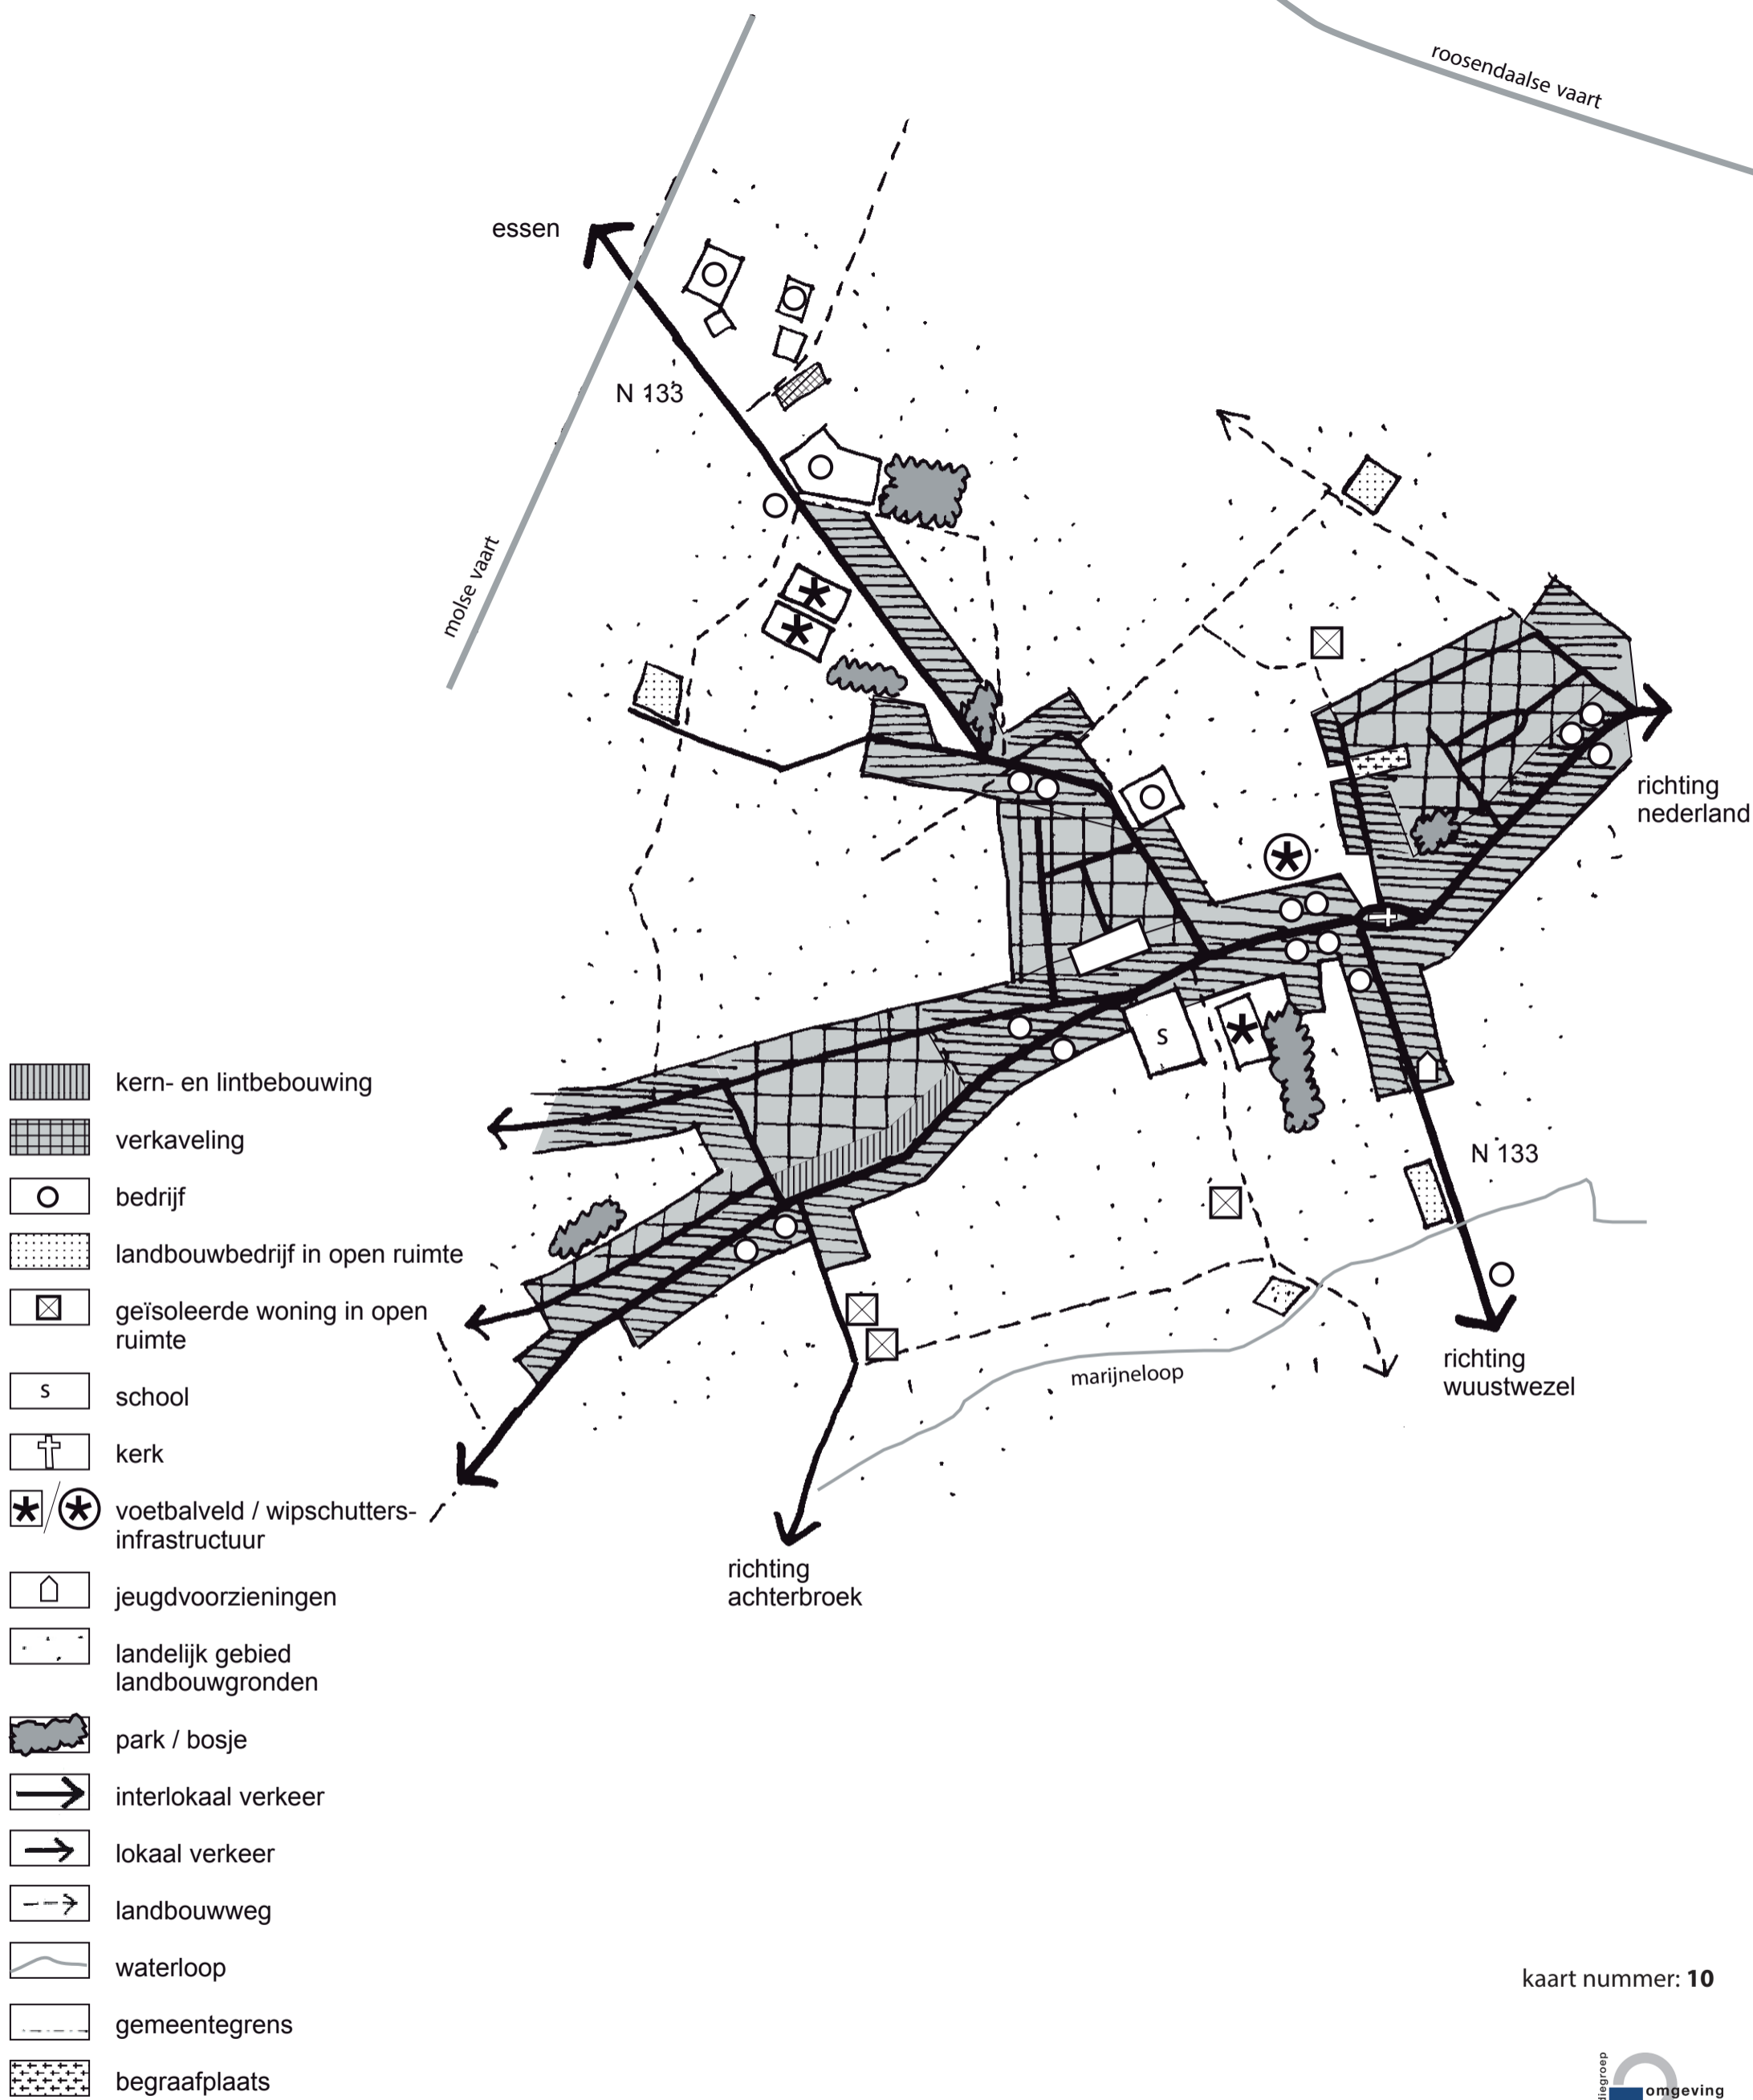 roosendaalse vaart
essen
N 133
molse vaart
richting
nederland
s
N 133
richting
wuustwezel
marijneloop
richting
achterbroek
kern- en lintbebouwing
verkaveling
bedrijf
landbouwbedrijf in open ruimte
geïsoleerde woning in open
ruimte
s
school
kerk
voetbalveld / wipschutters-
infrastructuur
jeugdvoorzieningen
landelijk gebied
landbouwgronden
park / bosje
interlokaal verkeer
lokaal verkeer
landbouwweg
waterloop
gemeentegrens
begraafplaats
kaart nummer: 10
diegroep
omgeving